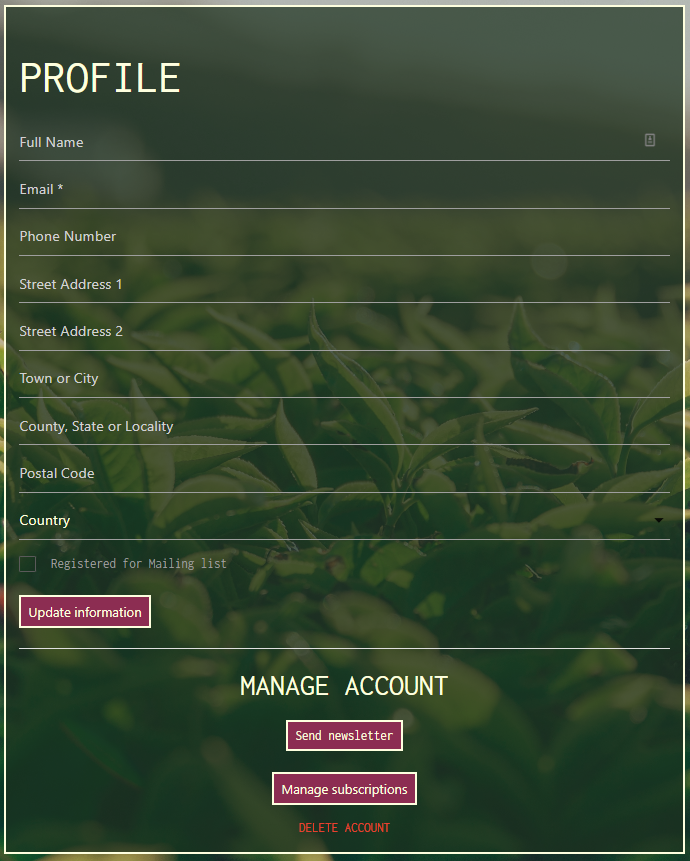 PROFILE
Full Name
Email *
Phone Number
Street Address 1
Street Address 2
Town or City
County, State or Locality
Postal Code
Country
Registered for Mailing list
Update information
MANAGE ACCOUNT
Send newsletter
Manage subscriptions
DELETE ACCOUNT